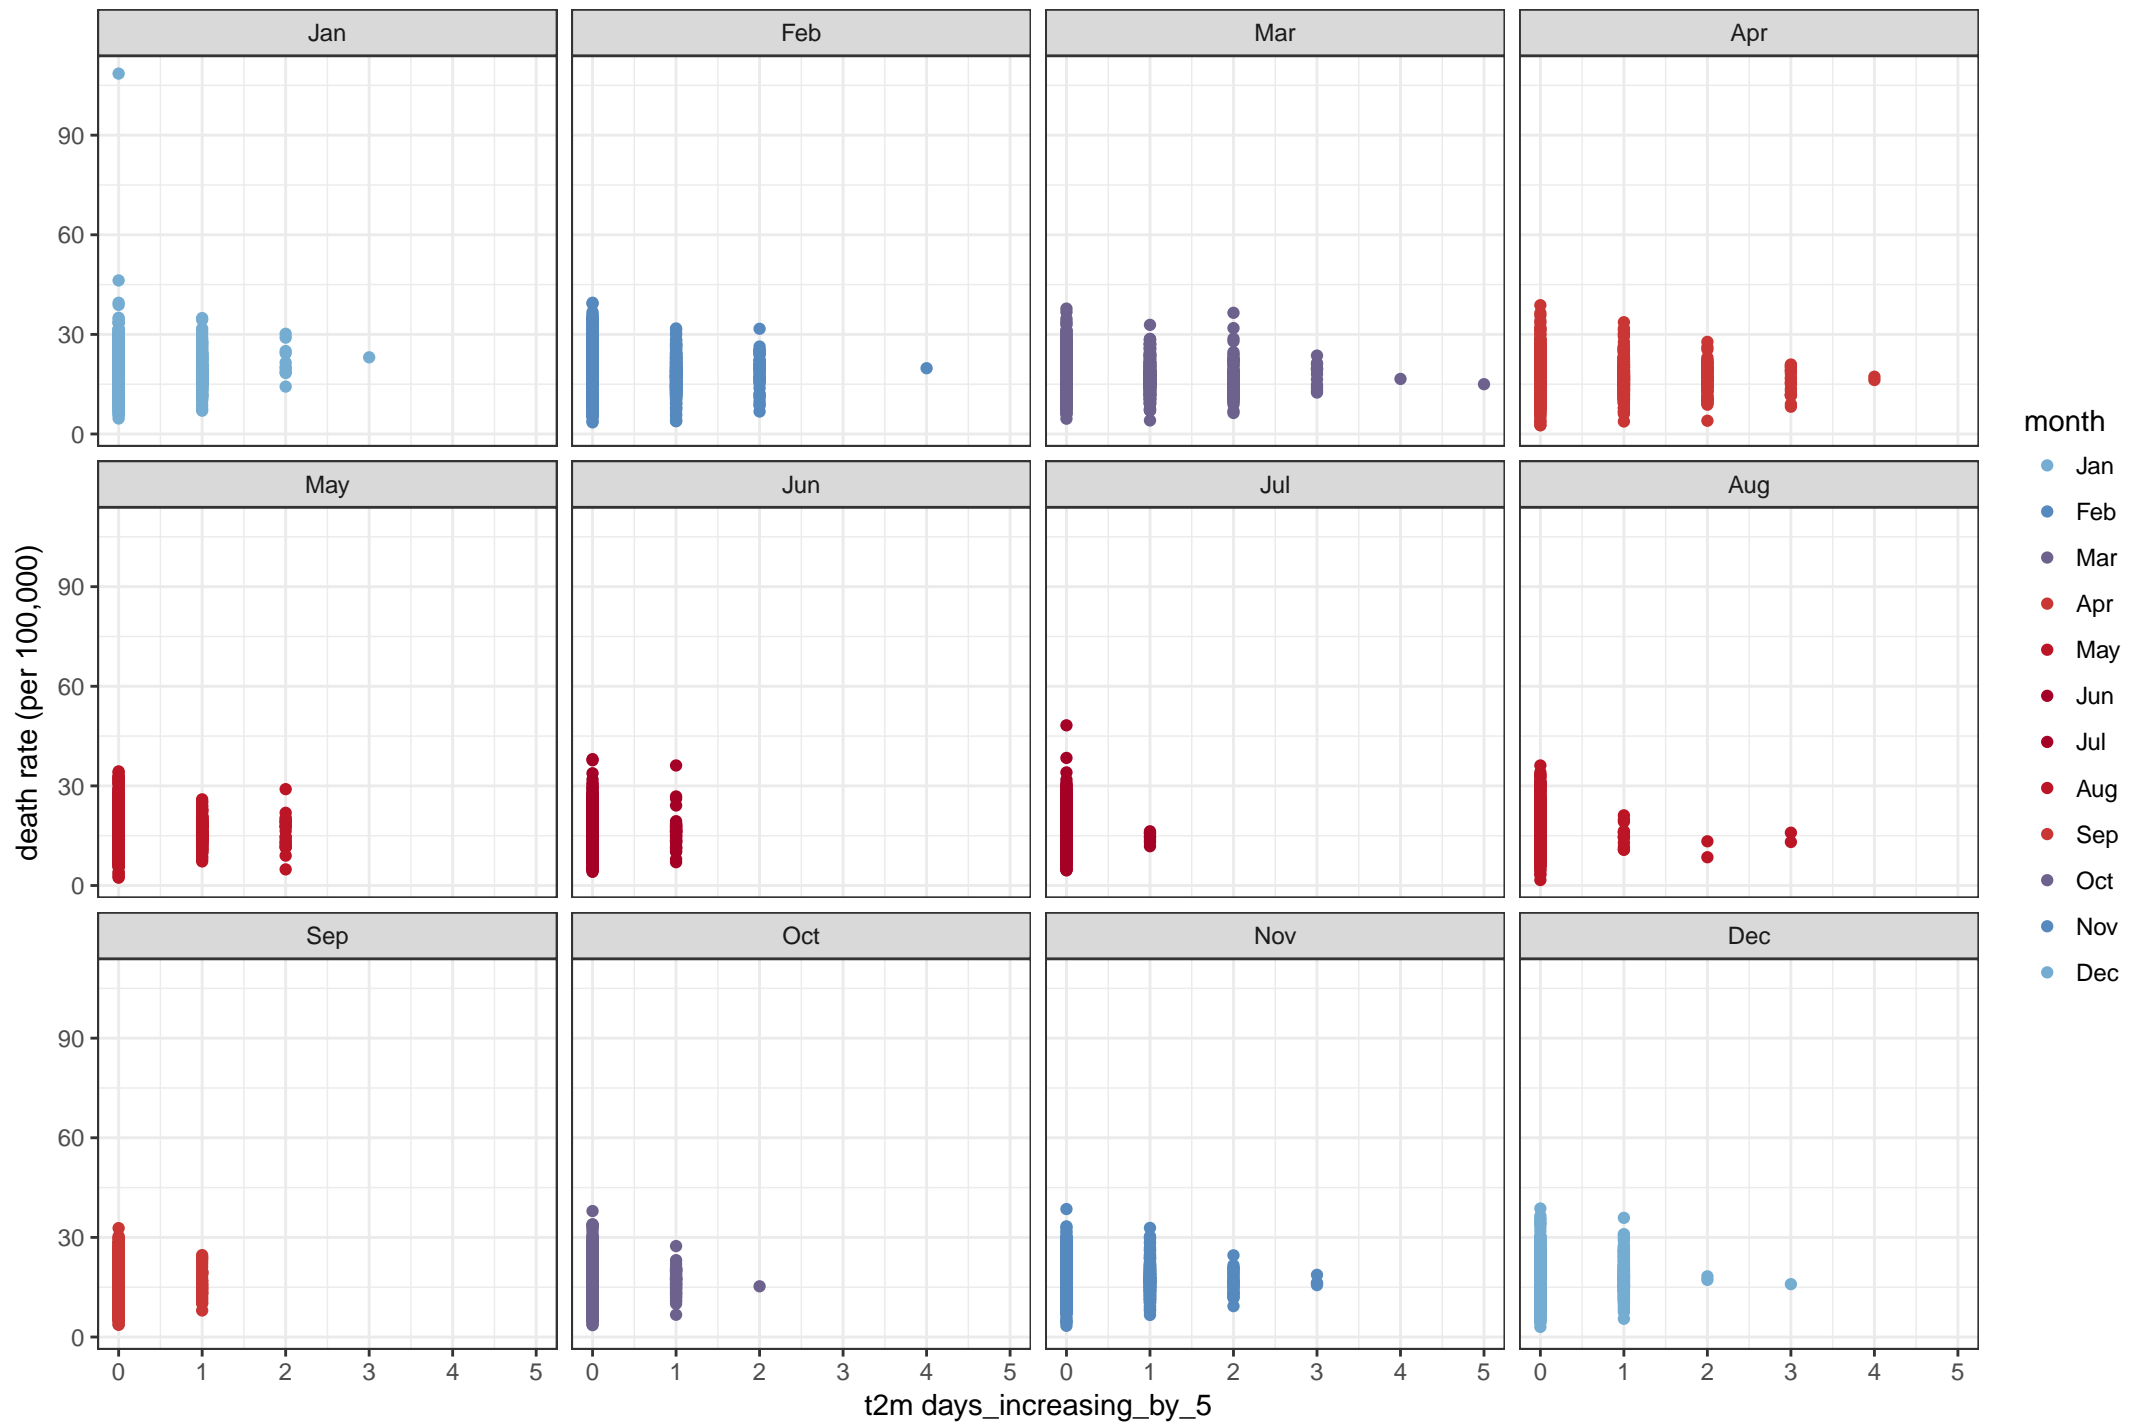 Jan Feb Mar Apr
90
60
30
0
May Jun Jul Aug
90
60
30
0
Sep Oct Nov Dec
90
60
30
0
0 1 2 3 4 5 0 1 2 3 4 5 0 1 2 3 4 5 0 1 2 3 4 5
t2m days_increasing_by_5
death rate (per 100,000)
month
Jan
Feb
Mar
Apr
May
Jun
Jul
Aug
Sep
Oct
Nov
Dec